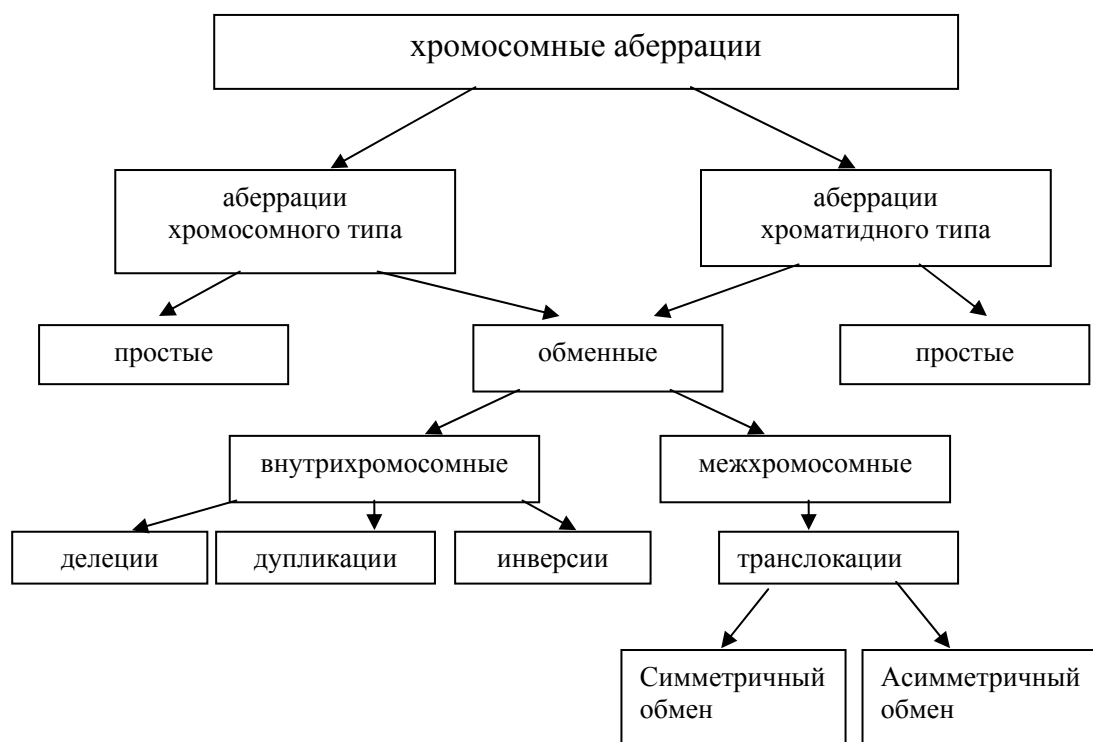 хромосомные аберрации
аберрации
хромосомного типа
аберрации
хроматидного типа
простые
обменные
простые
внутрихромосомные
межхромосомные
делеции
дупликации
инверсии
транслокации
Симметричный
обмен
Асимметричный
обмен